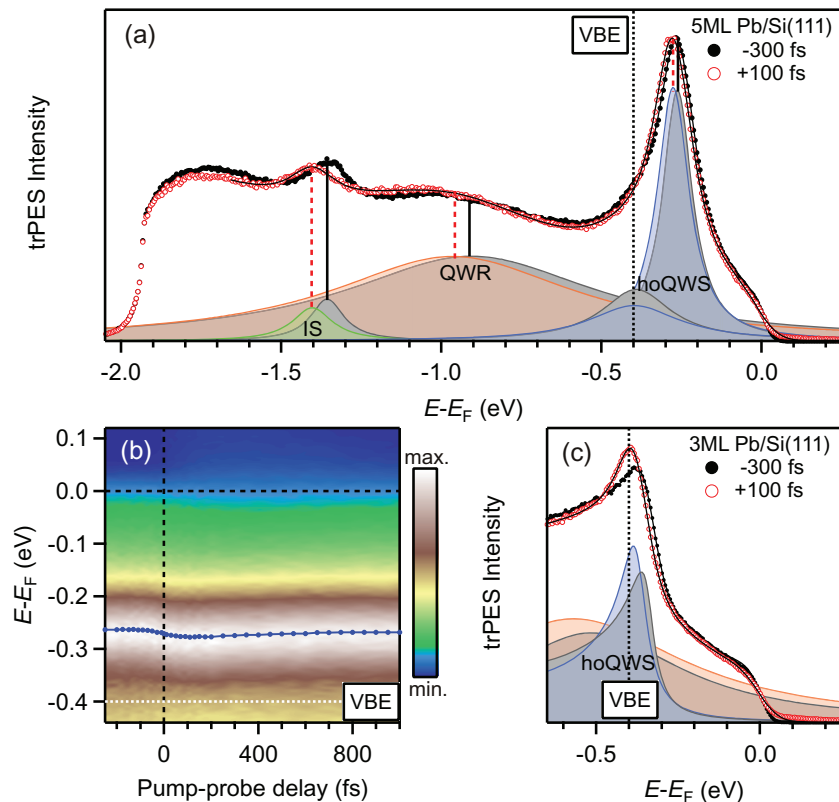 (a)
VBE
5ML Pb/Si(111)
-300 fs
+100 fs
trPES Intensity
QWR
hoQWS
IS
-2.0 -1.5 -1.0 -0.5 0.0
E-EF (eV)
(b)
max.
0.1
0.0
-0.1
-0.2
-0.3
-0.4
E-EF (eV)
VBE
min.
0 400 800
Pump-probe delay (fs)
(c)
3ML Pb/Si(111)
-300 fs
+100 fs
trPES Intensity
hoQWS
VBE
-0.5 0.0
E-EF (eV)